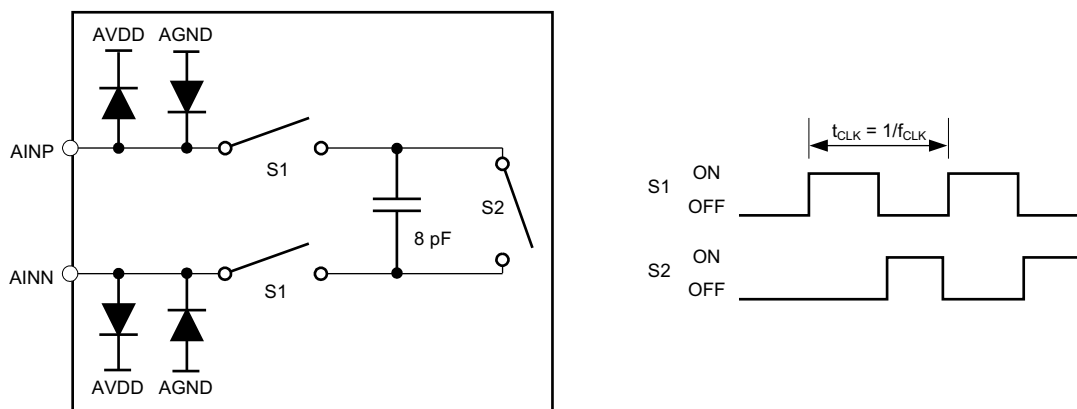 AVDD AGND
AINP
S1
S2
8 pF
AINN
S1
AVDD AGND
tCLK = 1/fCLK
S1 ON
OFF
S2 ON
OFF